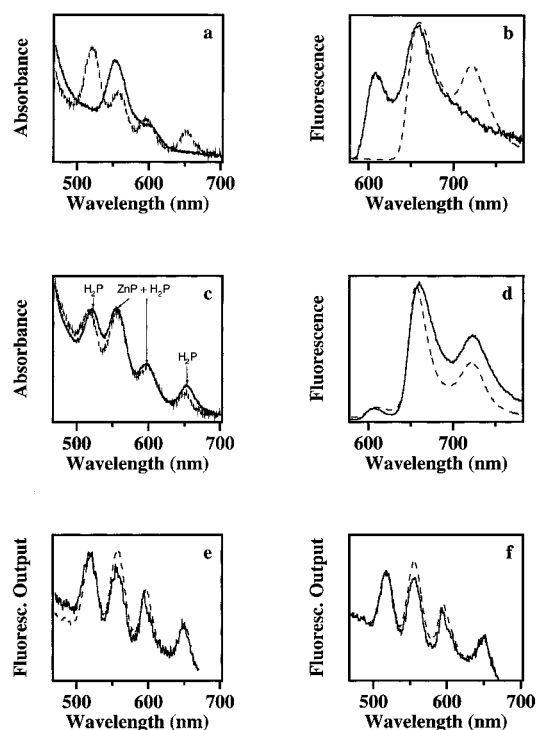 a
Absorbance
500 600 700
Wavelength (nm)
b
Fluorescence
600 700
Wavelength (nm)
c
H2P ZnP + H2P
H2P
Absorbance
500 600 700
Wavelength (nm)
d
Fluorescence
600 700
Wavelength (nm)
e
Fluoresc. Output
500 600 700
Wavelength (nm)
f
Fluoresc. Output
500 600 700
Wavelength (nm)